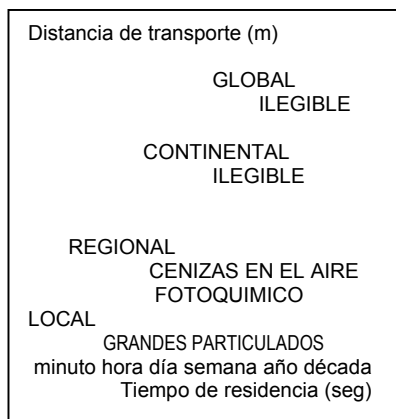 Distancia de transporte (m)
GLOBAL
ILEGIBLE
CONTINENTAL
ILEGIBLE
REGIONAL
CENIZAS EN EL AIRE
FOTOQUIMICO
LOCAL
GRANDES PARTICULADOS
minuto hora día semana año década
Tiempo de residencia (seg)